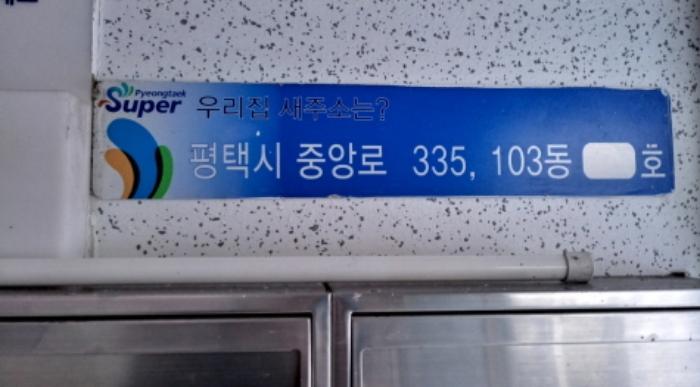 Pyeongtaek
Super 우리집 새주소는?
평택시 중앙로 335, 103동 호